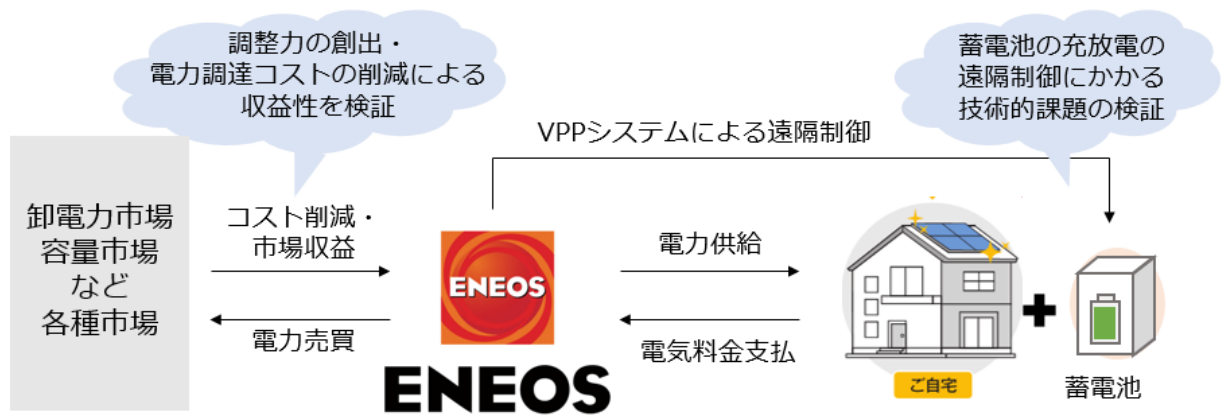 調整力の創出・
電力調達コストの削減による
収益性を検証
蓄電池の充放電の
遠隔制御にかかる
技術的課題の検証
VPPシステムによる遠隔制御
卸電力市場
容量市場
など
各種市場
コスト削減・
市場収益
電力売買
ENEOS
ENEOS
電力供給
電気料金支払
ご自宅
蓄電池